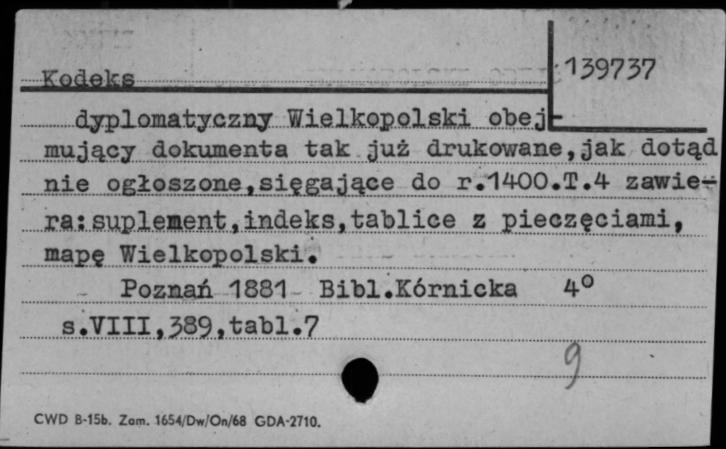 Kodeks
139737
dyplomatyczny Wielkopolski obej-
mujący dokumenta tak już drukowane,jak dotąd
nie ogłoszone,sięgające do r.1400.T.4 zawie-
ra:suplement,indeks,tablice z pieczęciami,
mapę Wielkopolski.
Poznań 1881 Bibl.Kórnicka 4º
s.VIII,389,tabl.7
9
CWD B-15b. Zam. 1654/Dw/On/68 GDA-2710.